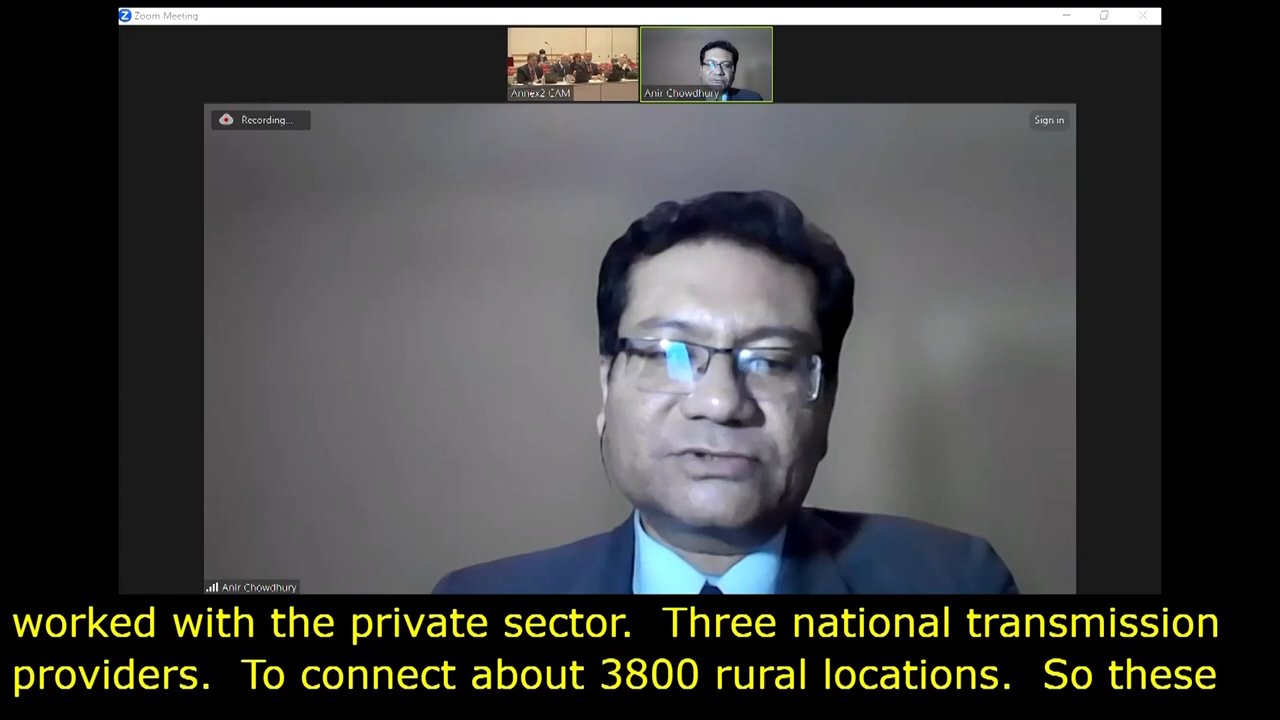 Zoom Meeting
Annex2 CAM
Anir Chowdhury
Recording...
Sign in
Anir Chowdhury
worked with the private sector. Three national transmission
providers. To connect about 3800 rural locations. So these